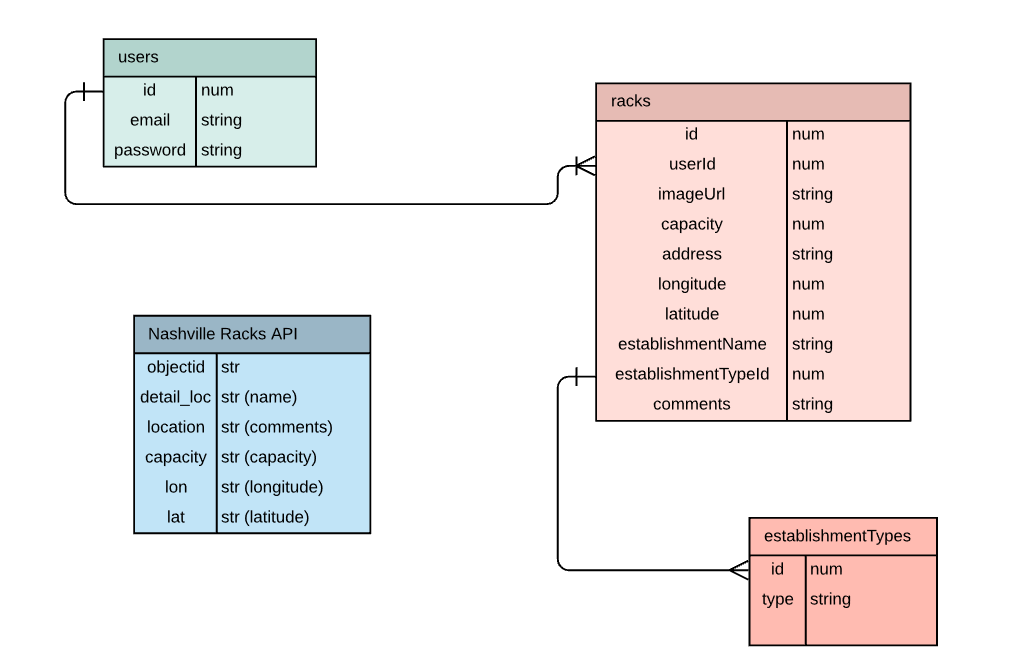 users
id num
email string
password string
racks
id num
userId num
imageUrl string
capacity num
address string
longitude num
latitude num
establishmentName string
establishmentTypeId num
comments string
Nashville Racks API
objectid str
detail_loc str (name)
location str (comments)
capacity str (capacity)
lon str (longitude)
lat str (latitude)
establishmentTypes
id num
type string